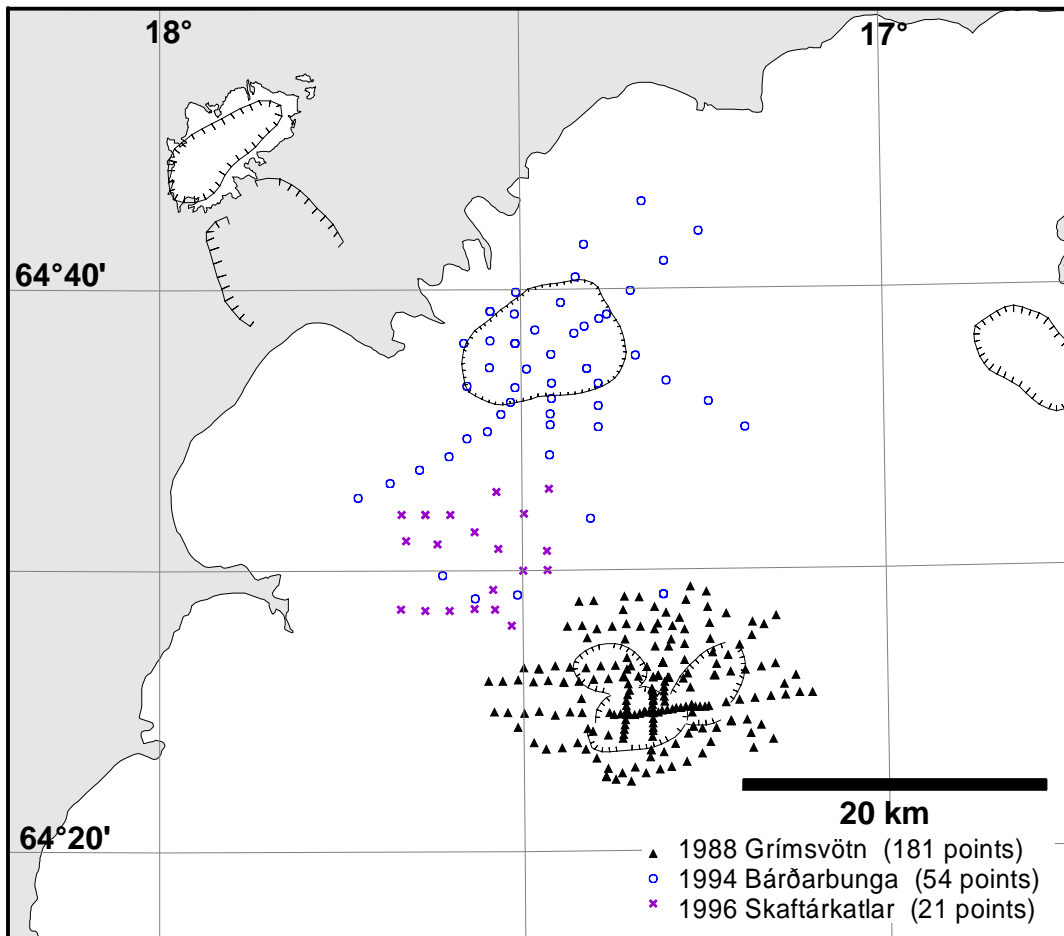 18°
17°
64°40'
64°20'
20 km
1988 Grímsvötn (181 points)
1994 Bárðarbunga (54 points)
1996 Skaftárkatlar (21 points)